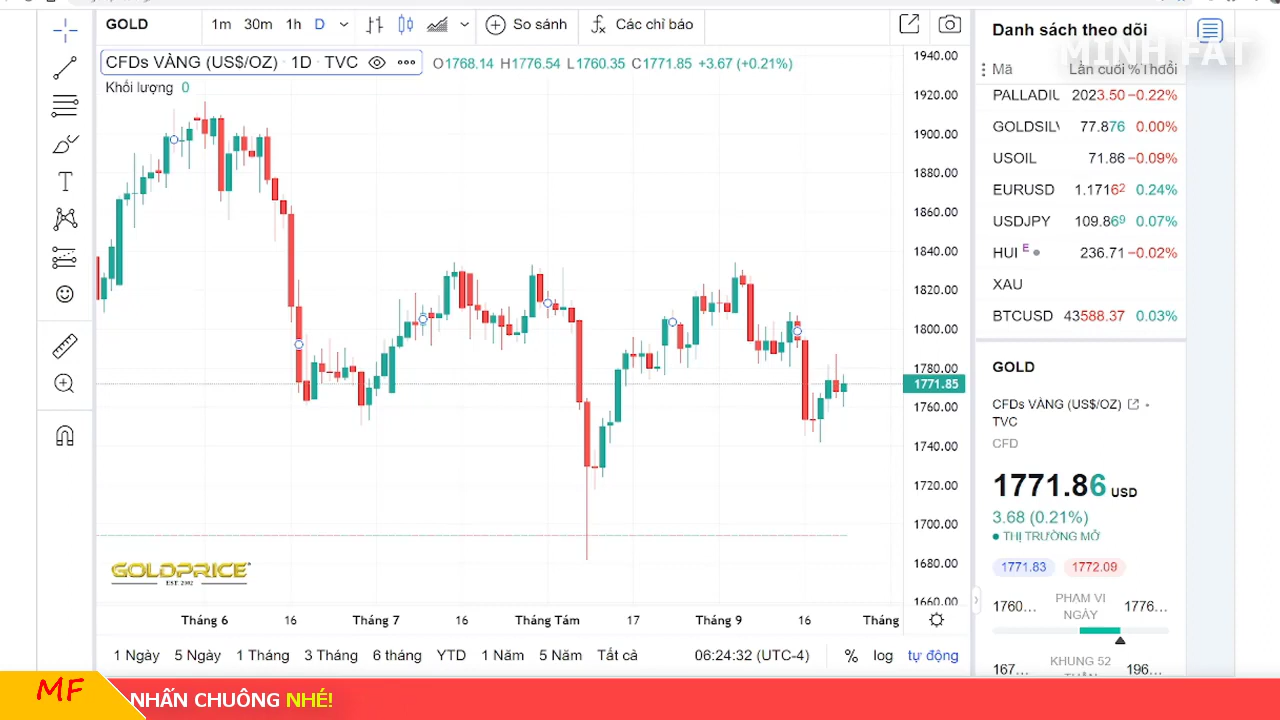 GOLD 1m 30m 1h D So sánh Các chỉ báo
Danh sách theo dõi
MINH FAT
CFDs VÀNG (US$/OZ) · 1D · TVC O1768.14 H1776.54 L1760.35 C1771.85 +3.67 (+0.21%)
Khối lượng 0
Mã Lần cuối %Thđổi
PALLADIU 2023.50 −0.22%
GOLDSILV 77.876 0.00%
USOIL 71.86 −0.09%
EURUSD 1.17162 0.24%
USDJPY 109.869 0.07%
HUI E 236.71 −0.02%
XAU
BTCUSD 43588.37 0.03%
1940.00
1920.00
1900.00
1880.00
1860.00
1840.00
1820.00
1800.00
1780.00
1771.85
1760.00
1740.00
1720.00
1700.00
1680.00
1660.00
GOLD
CFDs VÀNG (US$/OZ)
TVC
CFD
1771.86 USD
3.68 (0.21%)
THỊ TRƯỜNG MỞ
1771.83 1772.09
PHẠM VI
1760... NGÀY 1776...
KHUNG 52
167... TUẦN 196...
GOLDPRICE
EST 2002
Tháng 6 16 Tháng 7 16 Tháng Tám 17 Tháng 9 16 Tháng
1 Ngày 5 Ngày 1 Tháng 3 Tháng 6 tháng YTD 1 Năm 5 Năm Tất cả 06:24:32 (UTC-4) % log tự động
MF NHẤN CHUÔNG NHÉ!